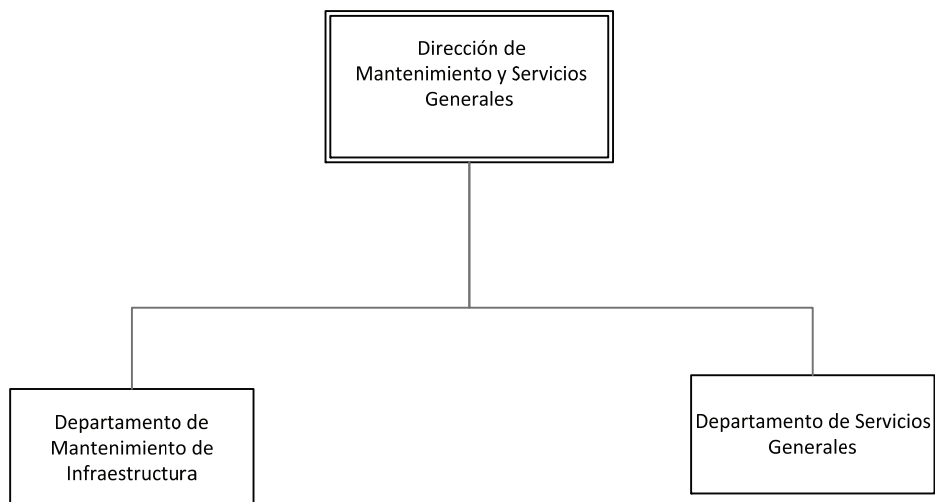 Dirección de
Mantenimiento y Servicios
Generales
Departamento de
Mantenimiento de
Infraestructura
Departamento de Servicios
Generales